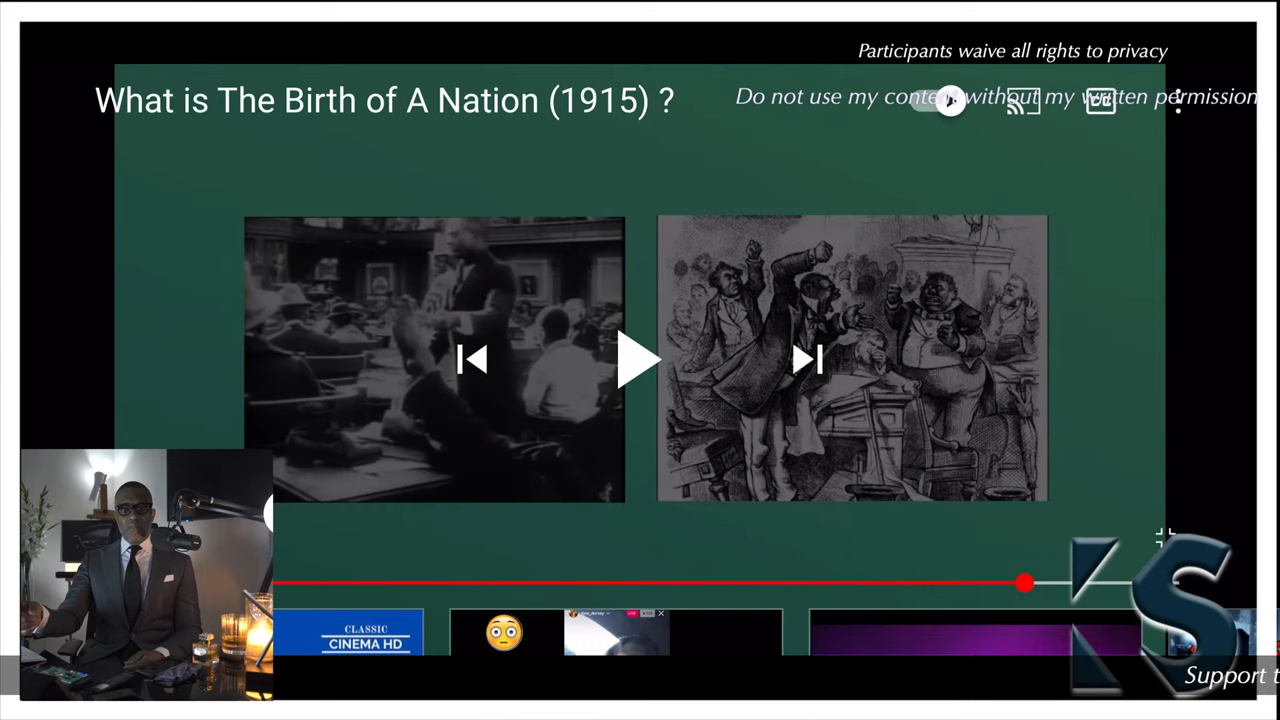 Participants waive all rights to privacy
What is The Birth of A Nation (1915) ?
Do not use my content without my written permission
CLASSIC
CINEMA HD
KS
Support t